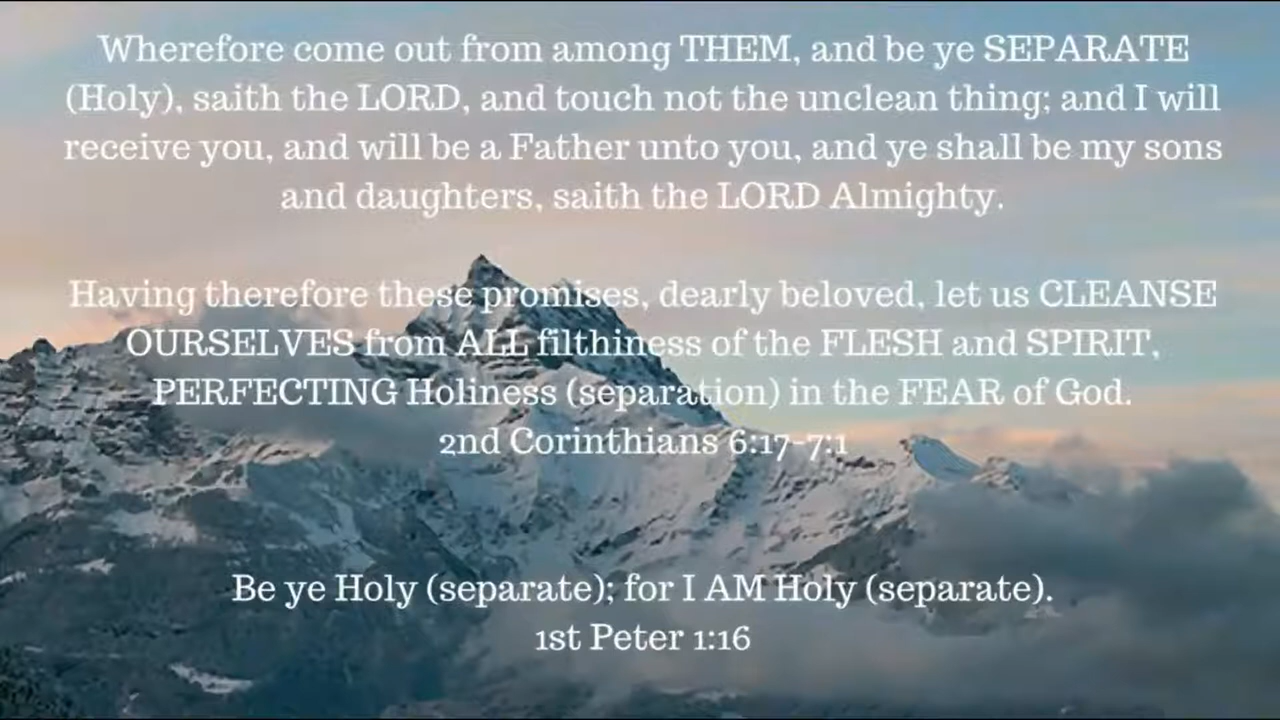 Wherefore come out from among THEM, and be ye SEPARATE
(Holy), saith the LORD, and touch not the unclean thing; and I will
receive you, and will be a Father unto you, and ye shall be my sons
and daughters, saith the LORD Almighty.
Having therefore these promises, dearly beloved, let us CLEANSE
OURSELVES from ALL filthiness of the FLESH and SPIRIT,
PERFECTING Holiness (separation) in the FEAR of God.
2nd Corinthians 6:17-7:1
Be ye Holy (separate); for I AM Holy (separate).
1st Peter 1:16